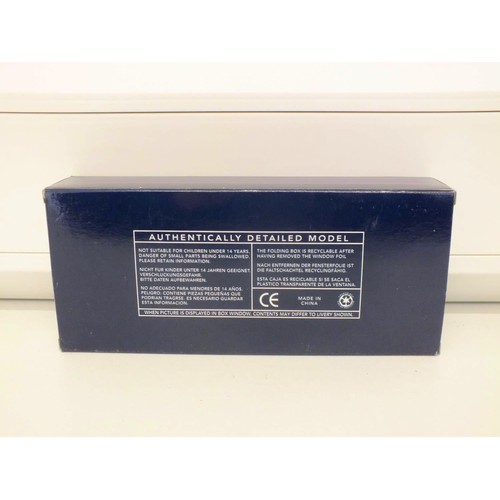 AUTHENTICALLY DETAILED MODEL
NOT SUITABLE FOR CHILDREN UNDER 14 YEARS
DANGER OF SMALL PARTS BEING SWALLOWED.
PLEASE RETAIN INFORMATION.
NICHT FUR KINDER UNTER 14 JAHREN GEEIGNET
VERSCHLUCKUNGSGEFAHR.
BITTE DATEN AUFBEWAHREN.
NO ADECUADO PARA MENORES DE 14 AÑOS.
PELIGRO: CONTIENE PIEZAS PEQUEÑAS QUE
PODRIAN TRAGRSE, ES NECESARIO GUARDAR
ESTA INFORMACION.
THE FOLDING BOX IS RECYCLABLE AFTER
HAVING REMOVED THE WINDOW FOIL.
NACH ENTFERNEN DER FENSTERFOLIE IST
DIE FALTSCHACHTEL RECYCLINGFÄHIG.
ESTA CAJA ES RECICLABLE SI SE SACA EL
PLASTICO TRANSPARENTE DE LA VENTANA.
CE
MADE IN
CHINA
WHEN PICTURE IS DISPLAYED IN BOX WINDOW, CONTENTS MAY DIFFER TO LIVERY SHOWN.